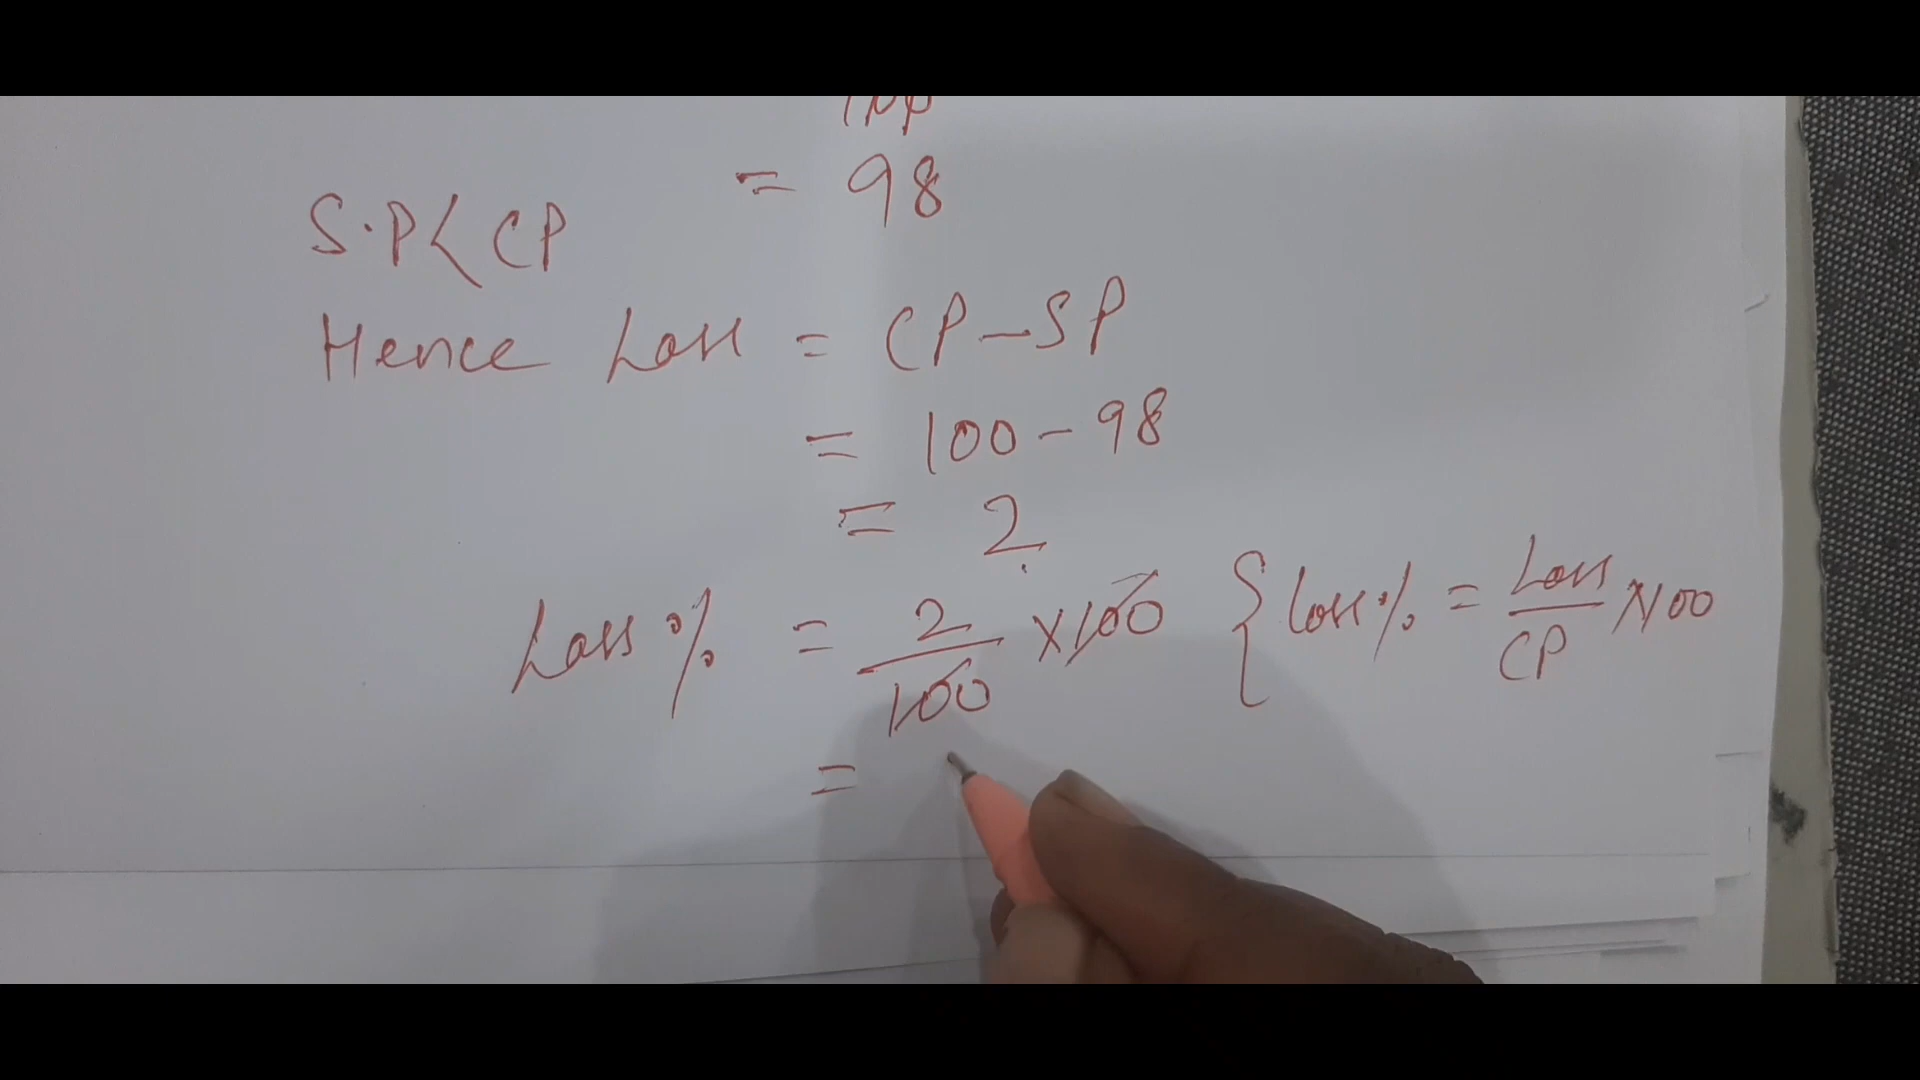 = 98
S.P < CP
Hence Loss = CP - SP
= 100 - 98
= 2
Loss % = 2/100 × 100 { Loss % = Loss/CP × 100
=